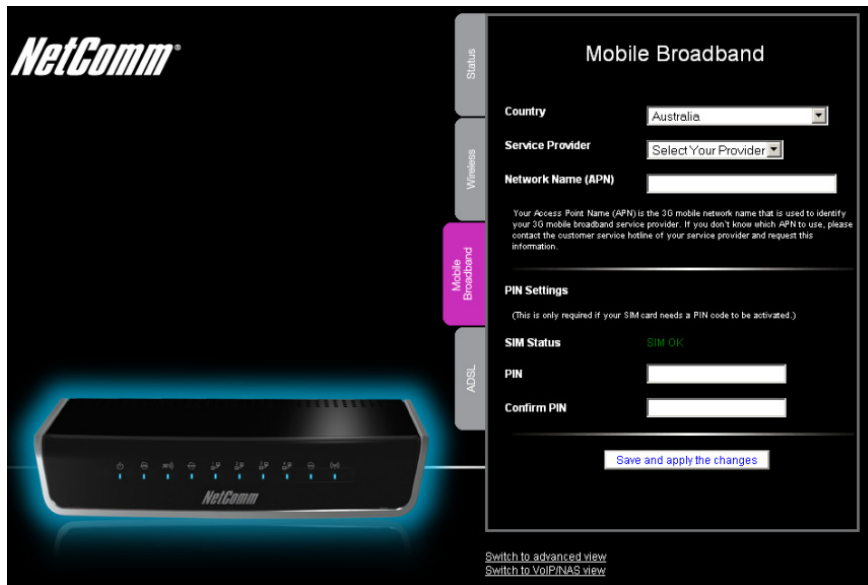 NetComm
Status
Wireless
Mobile
Broadband
ADSL
Mobile Broadband
Country
Australia
Service Provider
Select Your Provider
Network Name (APN)
Your Access Point Name (APN) is the 3G mobile network name that is used to identify
your 3G mobile broadband service provider. If you don't know which APN to use, please
contact the customer service hotline of your service provider and request this
information.
PIN Settings
(This is only required if your SIM card needs a PIN code to be activated.)
SIM Status
SIM OK
PIN
Confirm PIN
Save and apply the changes
NetComm
Switch to advanced view
Switch to VoIP/NAS view